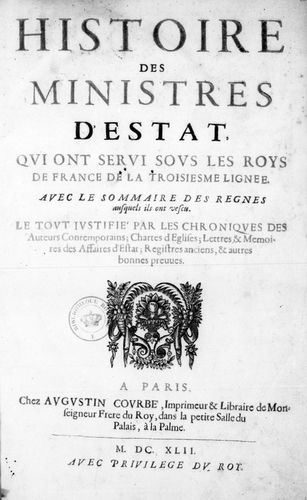 HISTOIRE
DES
MINISTRES
D'ESTAT,
QVI ONT SERVI SOVS LES ROYS
DE FRANCE DE LA TROISIESME LIGNEE.
AVEC LE SOMMAIRE DES REGNES
ausquels ils ont vescu.
LE TOVT IVSTIFIE' PAR LES CHRONIQVES DES
Auteurs Contemporains; Chartes d'Eglises; Lettres, & Memoi-
res des Affaires d'Estat; Registres anciens, & autres
bonnes preuues.
A PARIS.
Chez AVGVSTIN COVRBE', Imprimeur & Libraire de Mon-
seigneur Frere du Roy, dans la petite Salle du
Palais, à la Palme.
M. DC. XLII.
AVEC PRIVILEGE DV ROY.